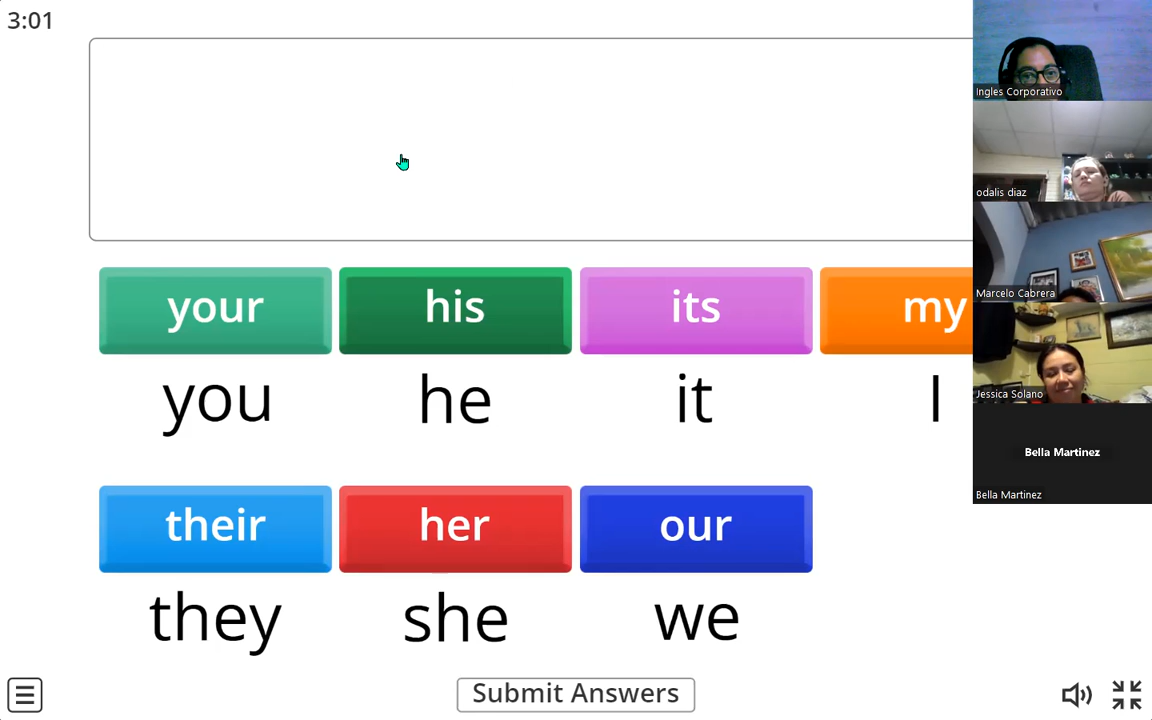 3:01
your his its my
you he it I
their her our
they she we
Submit Answers
Ingles Corporativo
odalis diaz
Marcelo Cabrera
Jessica Solano
Bella Martinez
Bella Martinez